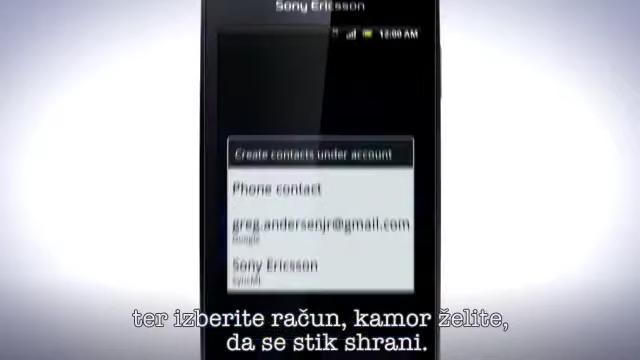 Sony Ericsson
12:00 AM
Create contacts under account
Phone contact
greg.andersenjr@gmail.com
Google
Sony Ericsson
SyncML
ter izberite račun, kamor želite,
da se stik shrani.